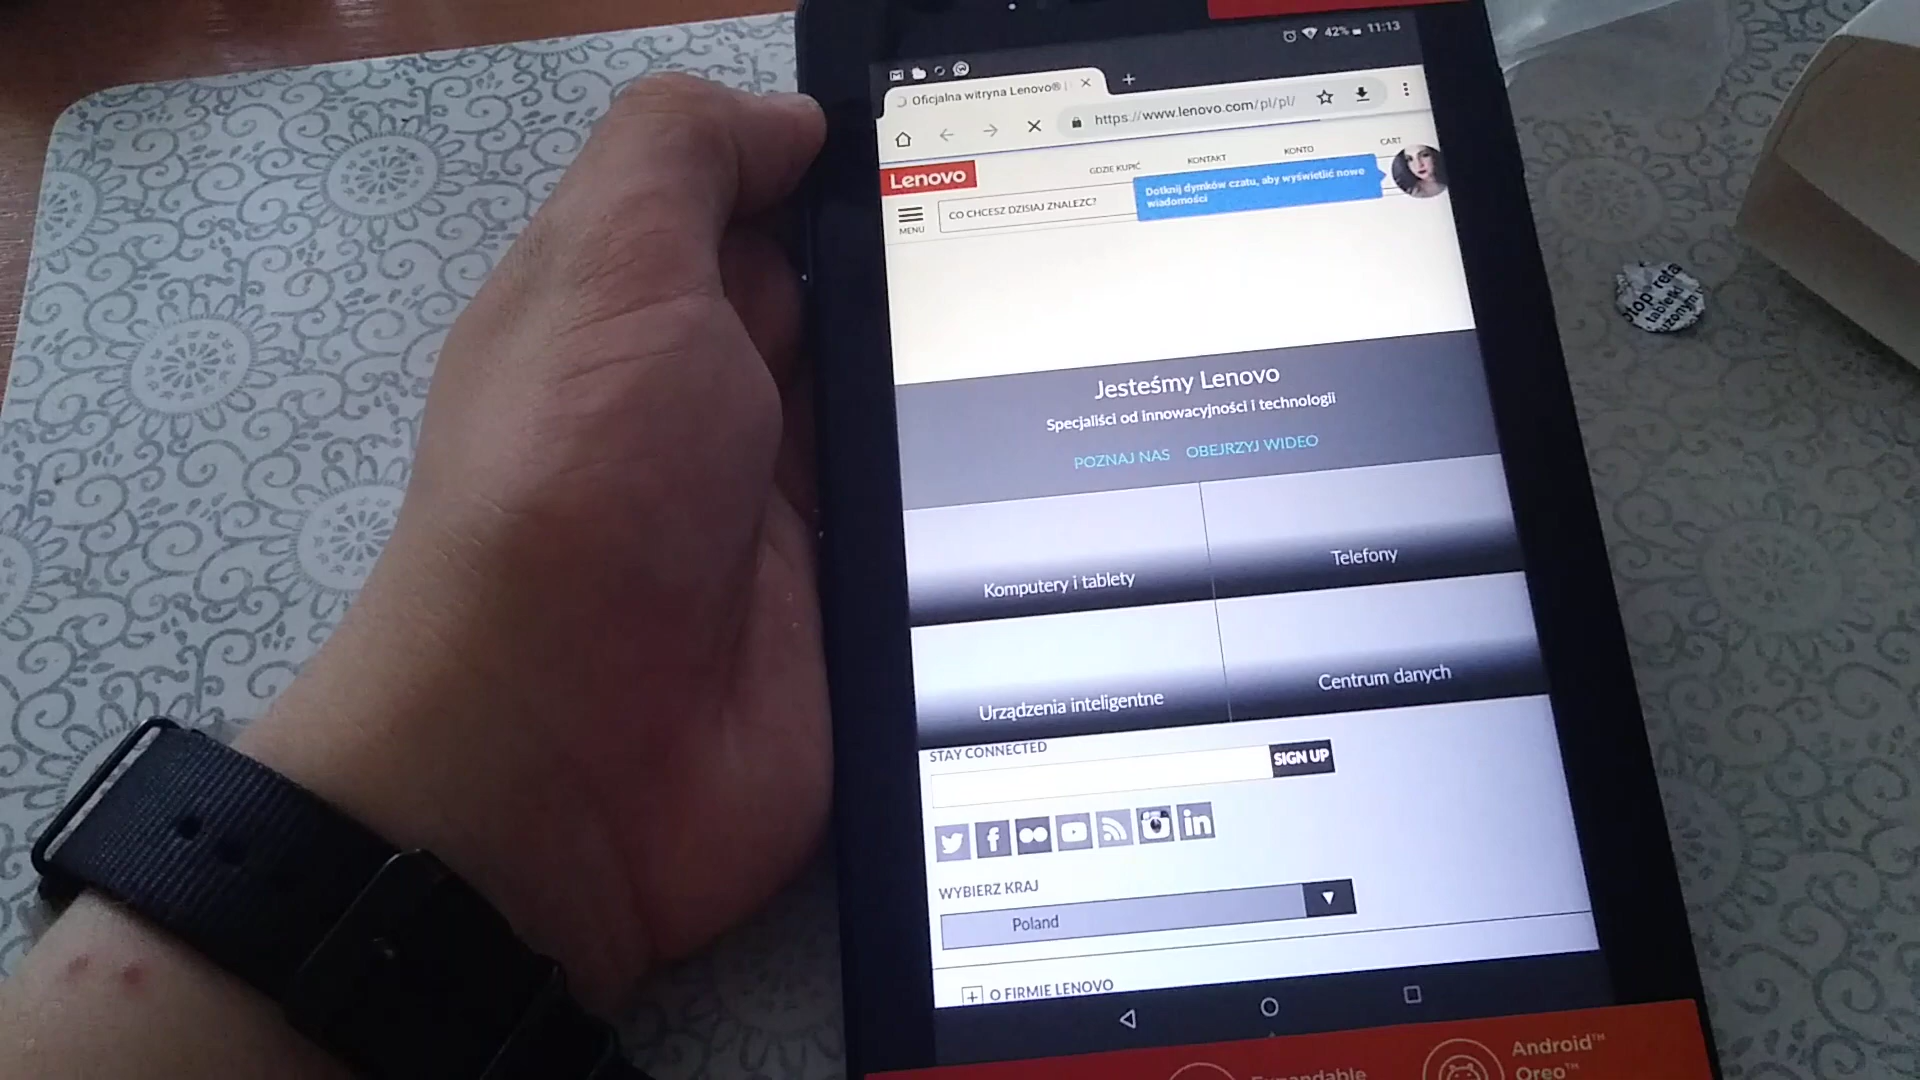 42% 11:13
Oficjalna witryna Lenovo® |
https://www.lenovo.com/pl/pl/
Lenovo
GDZIE KUPIĆ KONTAKT KONTO CART
MENU
CO CHCESZ DZISIAJ ZNALEZC?
Dotknij dymków czatu, aby wyświetlić nowe
wiadomości
Jesteśmy Lenovo
Specjaliści od innowacyjności i technologii
POZNAJ NAS OBEJRZYJ WIDEO
Komputery i tablety
Telefony
Urządzenia inteligentne
Centrum danych
STAY CONNECTED
SIGN UP
WYBIERZ KRAJ
Poland
O FIRMIE LENOVO
Expandable
Android™
Oreo™
tabletki